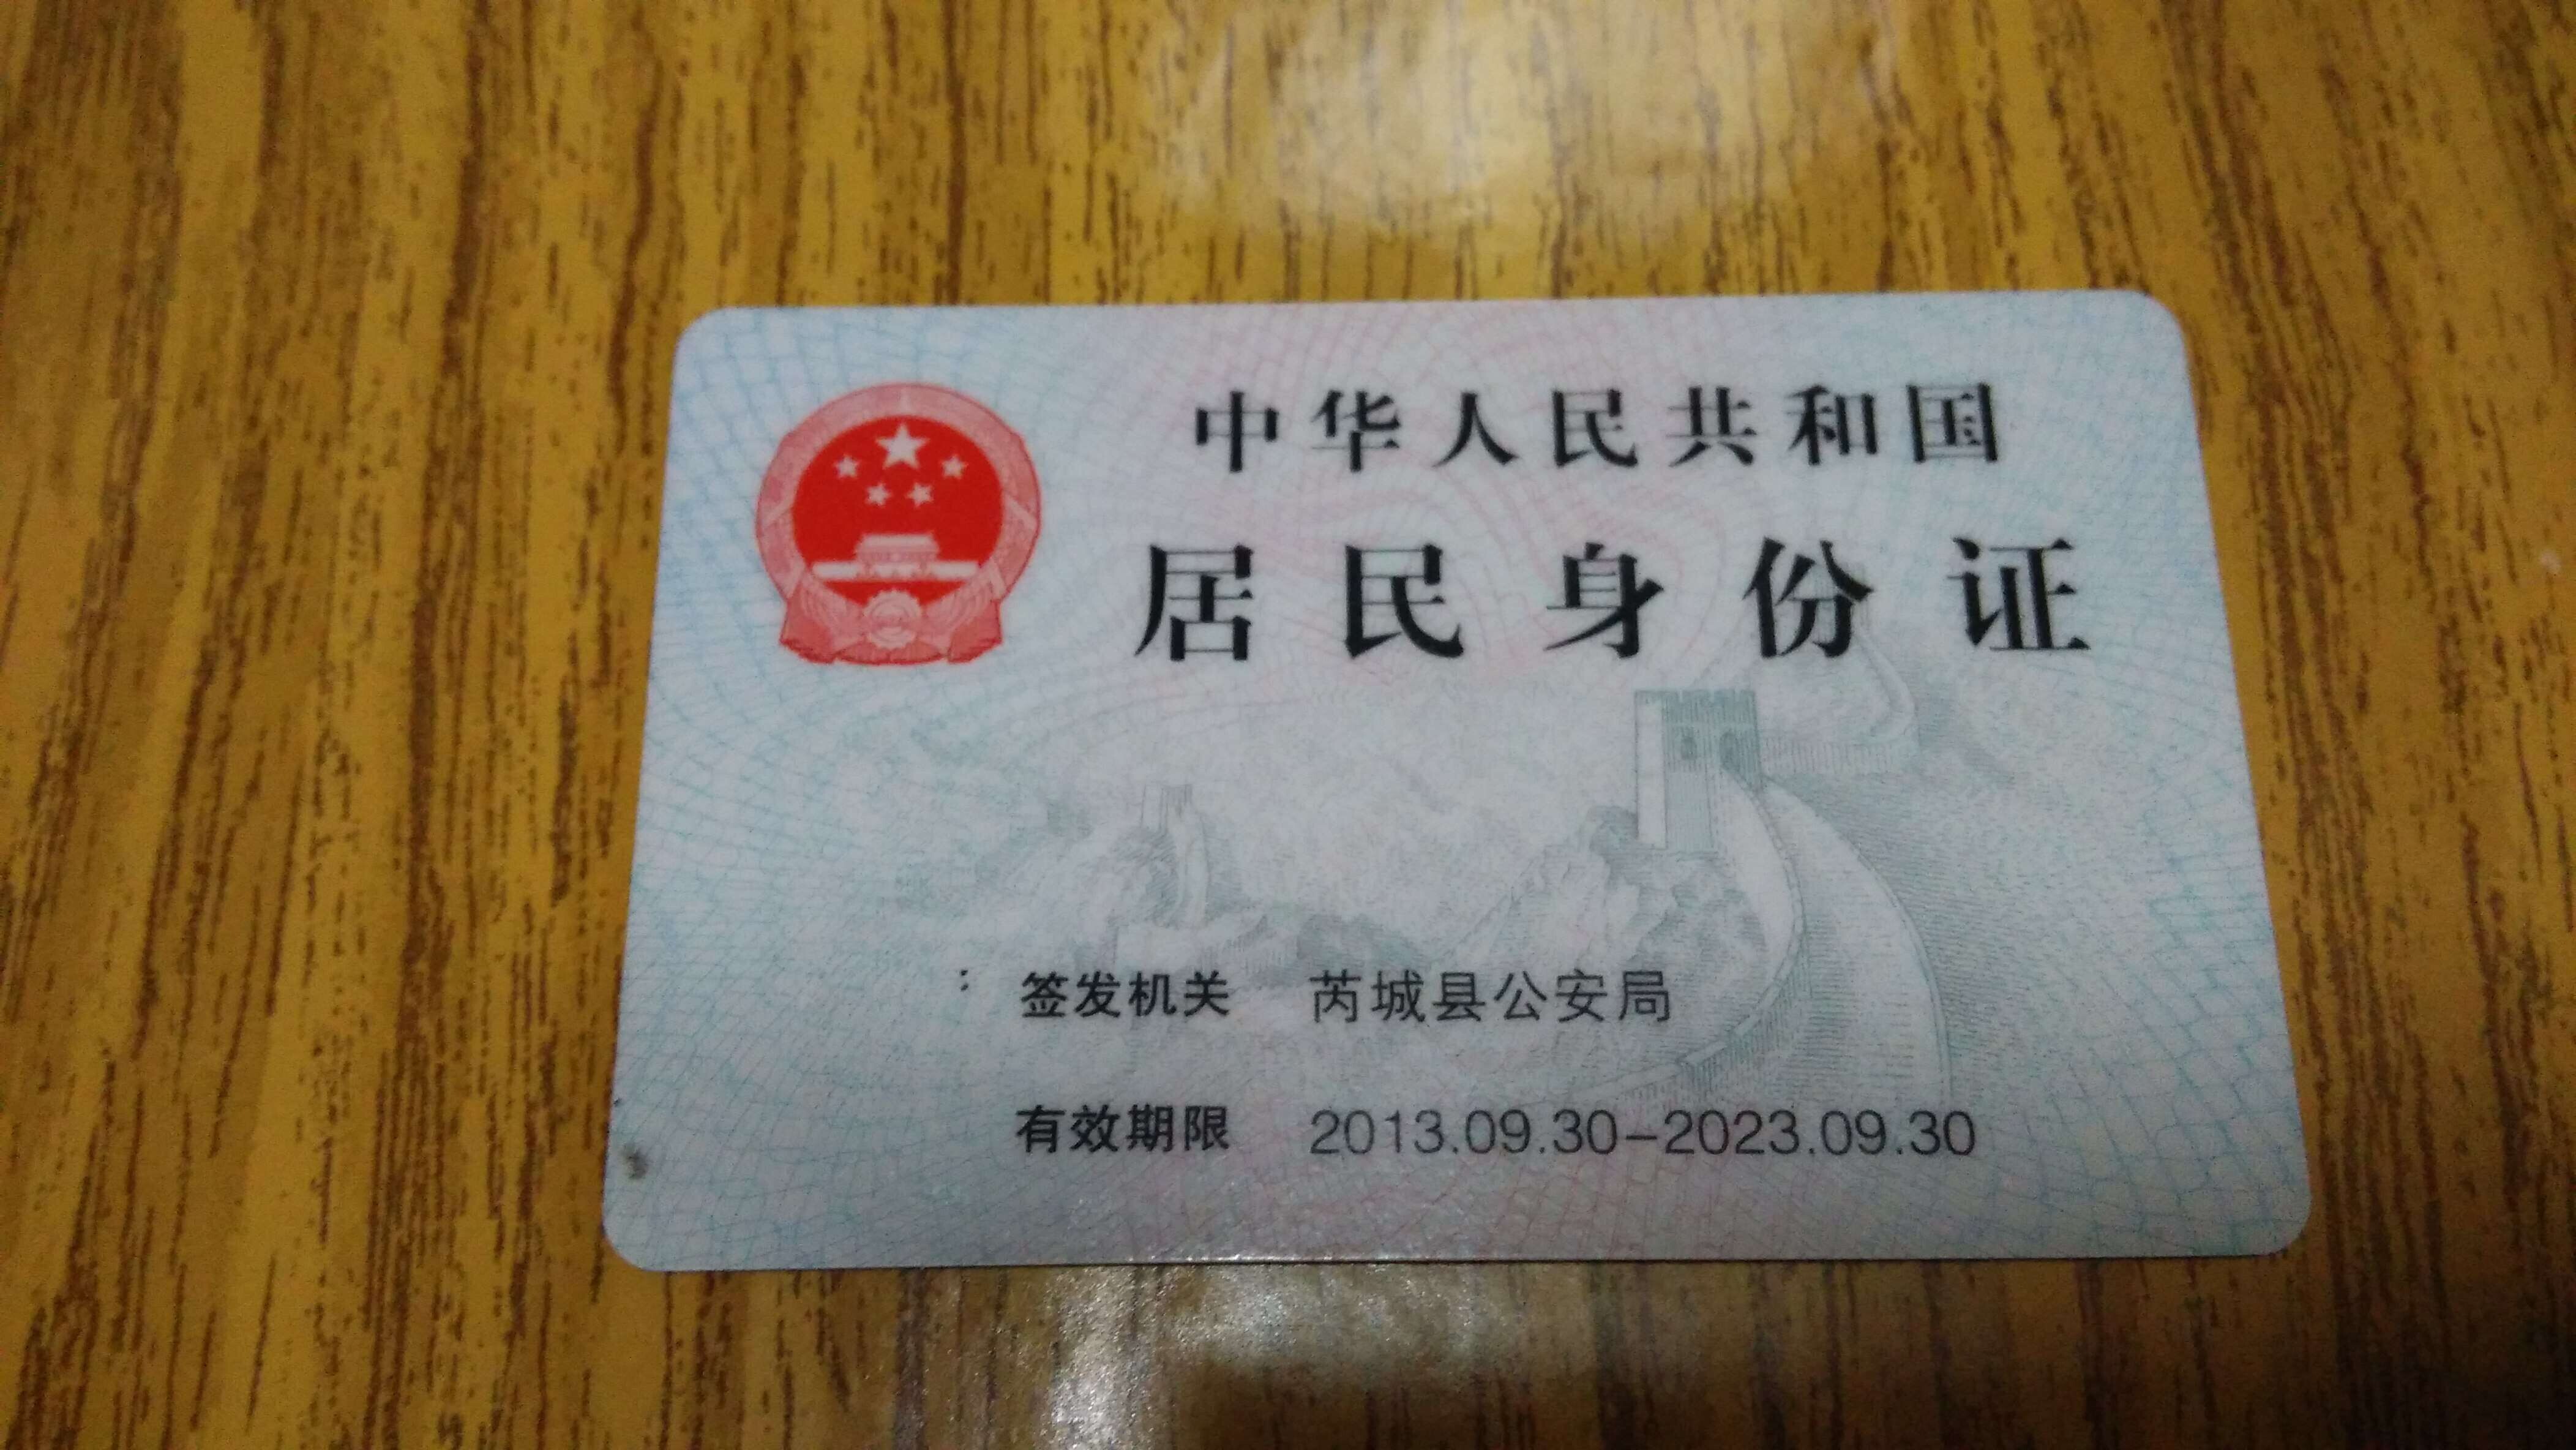 中华人民共和国
居民身份证
签发机关 芮城县公安局
有效期限 2013.09.30-2023.09.30